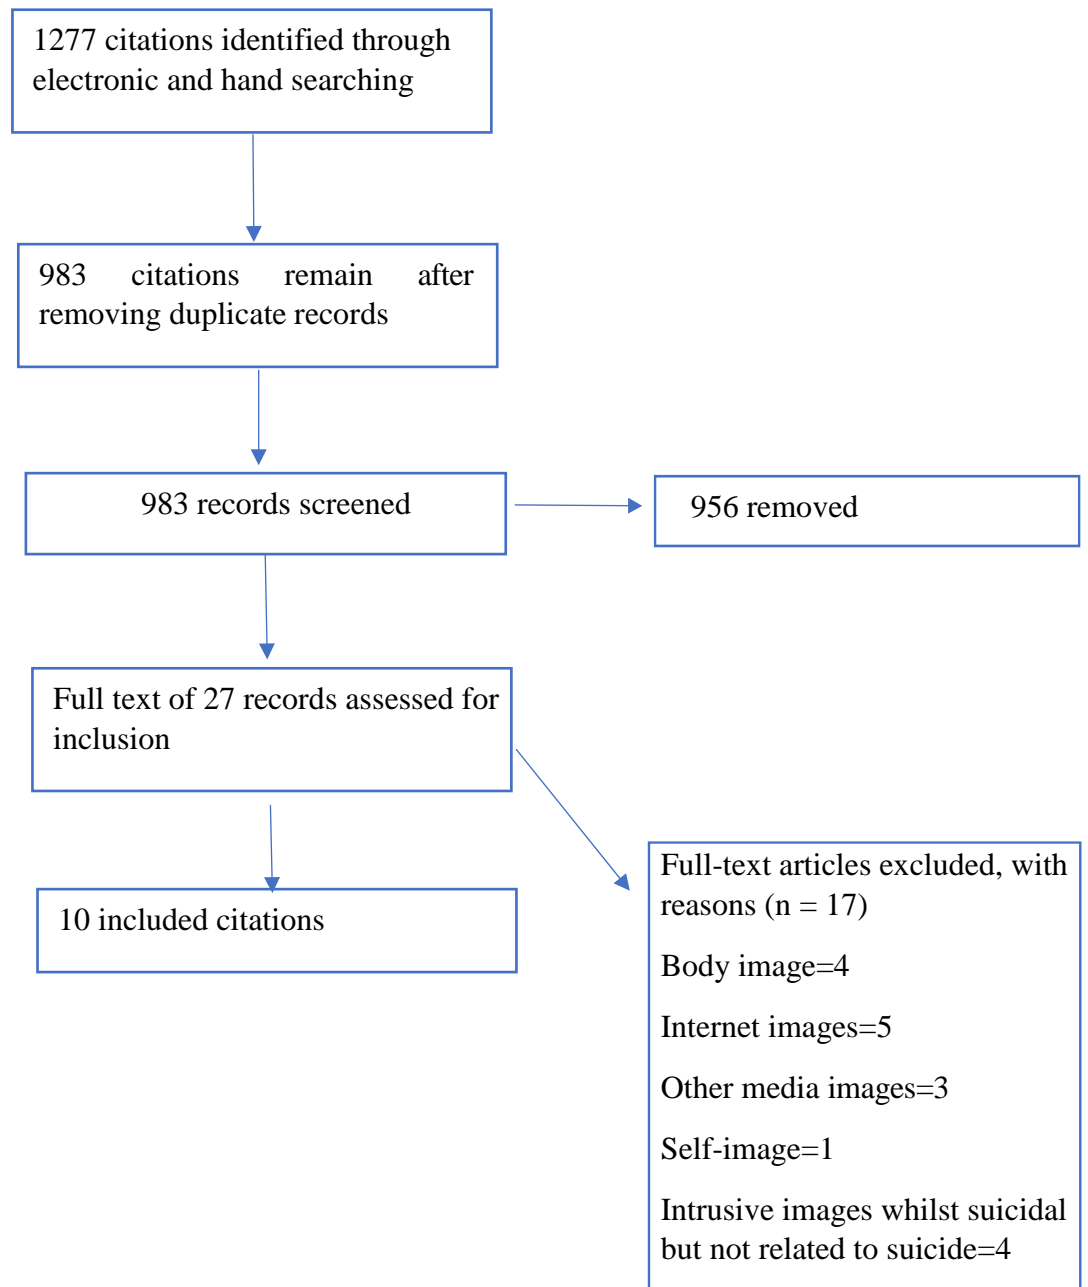 1277 citations identified through
electronic and hand searching
983 citations remain after
removing duplicate records
983 records screened
956 removed
Full text of 27 records assessed for
inclusion
10 included citations
Full-text articles excluded, with
reasons (n = 17)
Body image=4
Internet images=5
Other media images=3
Self-image=1
Intrusive images whilst suicidal
but not related to suicide=4